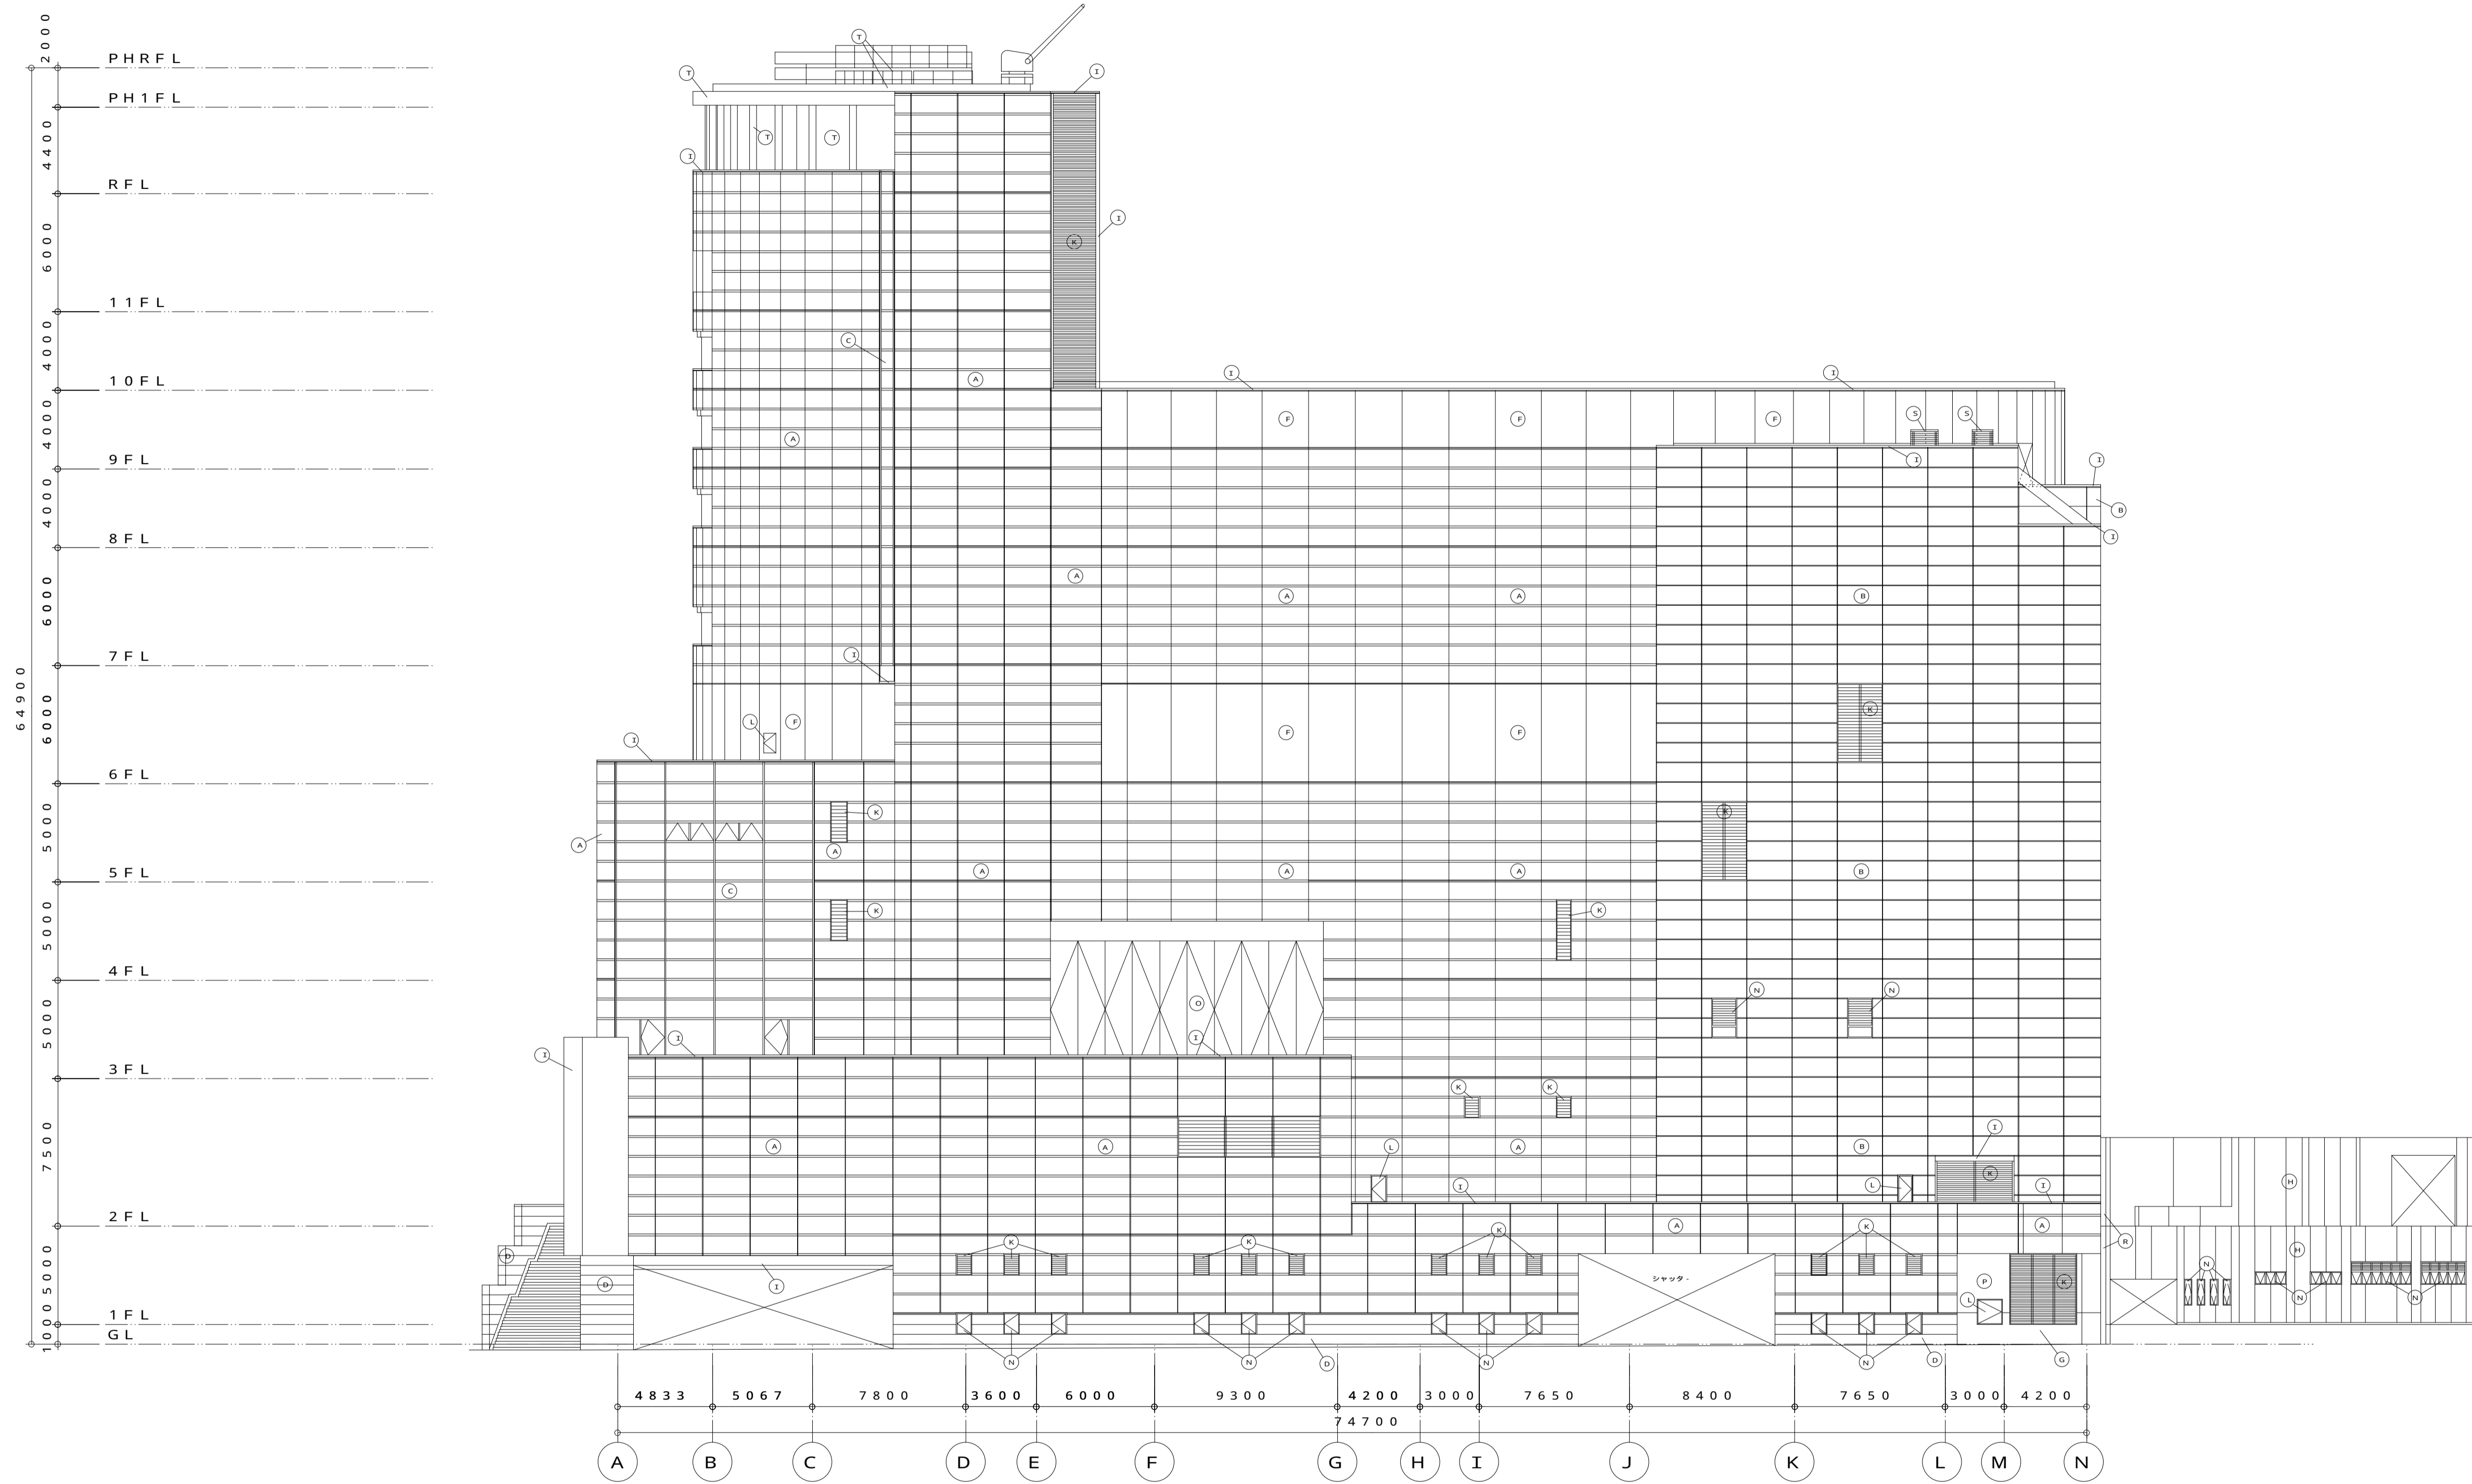 2000
PHRFL
PH1FL
4400
RFL
6000
11FL
4000
10FL
4000
9FL
4000
8FL
6000
7FL
64900
6000
6FL
5000
5FL
5000
4FL
5000
3FL
7500
2FL
5000
1FL
1000
GL
T
T
I
T
T
I
I
K
C
I
I
A
F
F
F
S
S
A
I
I
B
I
A
A
A
B
I
K
L
F
F
F
I
K
K
A
A
A
A
A
B
C
K
K
N
N
O
I
I
I
K
K
I
A
A
L
A
B
K
H
L
I
I
A
A
K
K
K
K
R
D
H
N
D
I
シャッター
P
K
L
N
N
N
N
N
N
D
D
G
4833
5067
7800
3600
6000
9300
4200
3000
7650
8400
7650
3000
4200
74700
A
B
C
D
E
F
G
H
I
J
K
L
M
N